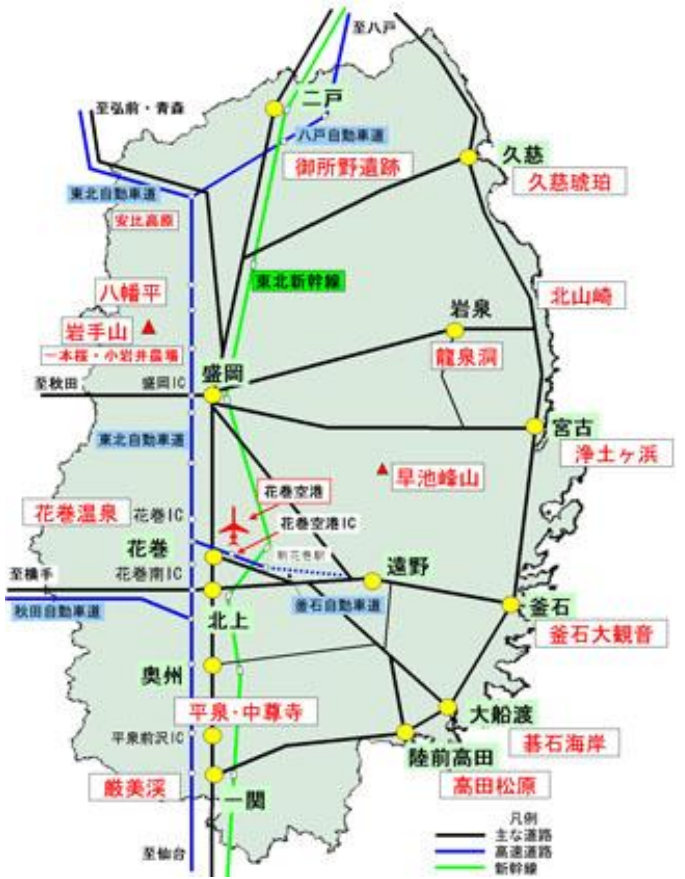 至八戸
二戸
至弘前・青森
八戸自動車道
久慈
御所野遺跡
久慈琥珀
東北自動車道
安比高原
東北新幹線
八幡平
北山崎
岩手山
岩泉
一本桜・小岩井農場
龍泉洞
盛岡
至秋田
盛岡IC
宮古
東北自動車道
浄土ヶ浜
早池峰山
花巻空港
花巻温泉
花巻IC
花巻空港IC
花巻
新花巻駅
遠野
至横手
花巻南IC
秋田自動車道
釜石自動車道
釜石
北上
釜石大観音
奥州
平泉・中尊寺
大船渡
平泉前沢IC
碁石海岸
陸前高田
厳美渓
高田松原
一関
凡例
主な道路
至仙台
高速道路
新幹線